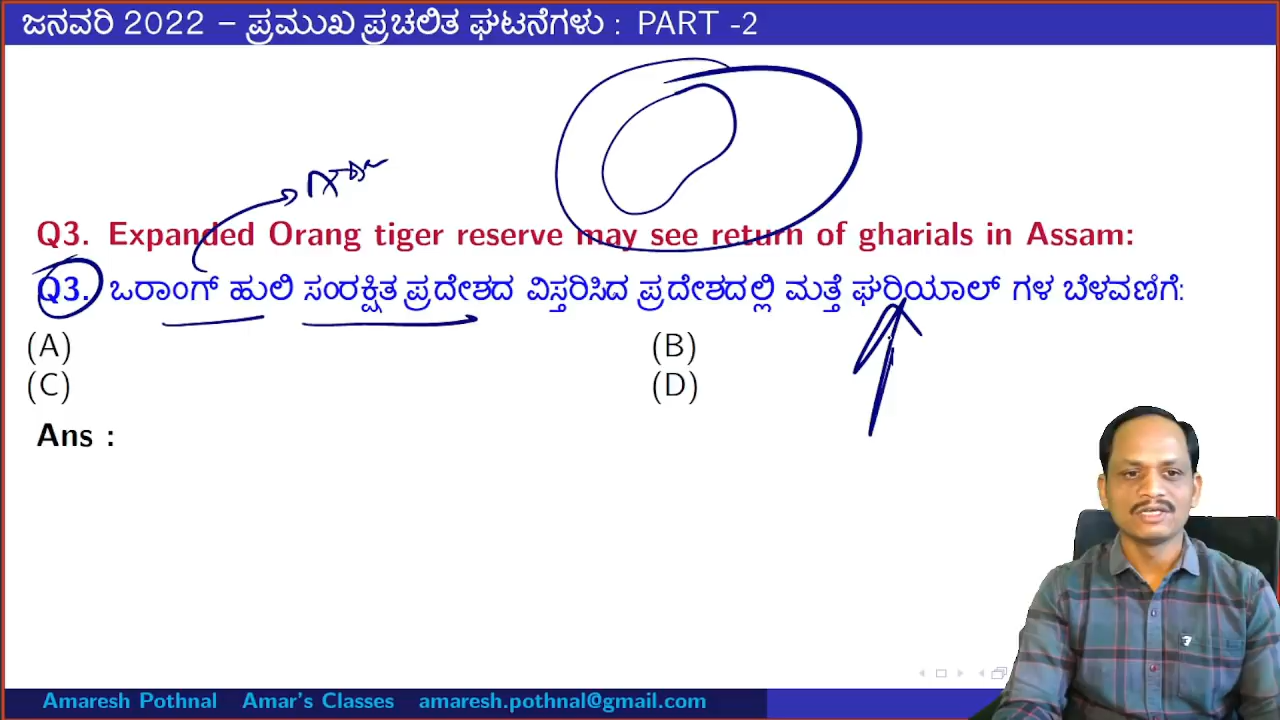 ಜನವರಿ 2022 – ಪ್ರಮುಖ ಪ್ರಚಲಿತ ಘಟನೆಗಳು : PART -2
Q3. Expanded Orang tiger reserve may see return of gharials in Assam:
Q3. ಒರಾಂಗ್ ಹುಲಿ ಸಂರಕ್ಷಿತ ಪ್ರದೇಶದ ವಿಸ್ತರಿಸಿದ ಪ್ರದೇಶದಲ್ಲಿ ಮತ್ತೆ ಘರಿಯಾಲ್ ಗಳ ಬೆಳವಣಿಗೆ:
(A) (B)
(C) (D)
Ans :
Amaresh Pothnal Amar's Classes amaresh.pothnal@gmail.com